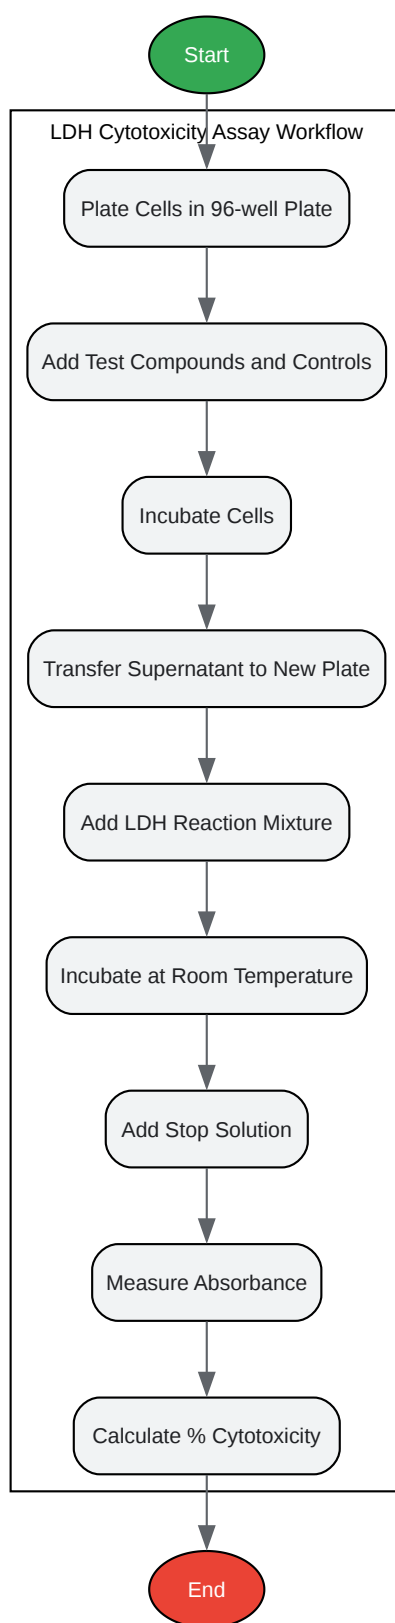 Start
LDH Cytotoxicity Assay Workflow
Plate Cells in 96-well Plate
Add Test Compounds and Controls
Incubate Cells
Transfer Supernatant to New Plate
Add LDH Reaction Mixture
Incubate at Room Temperature
Add Stop Solution
Measure Absorbance
Calculate % Cytotoxicity
End